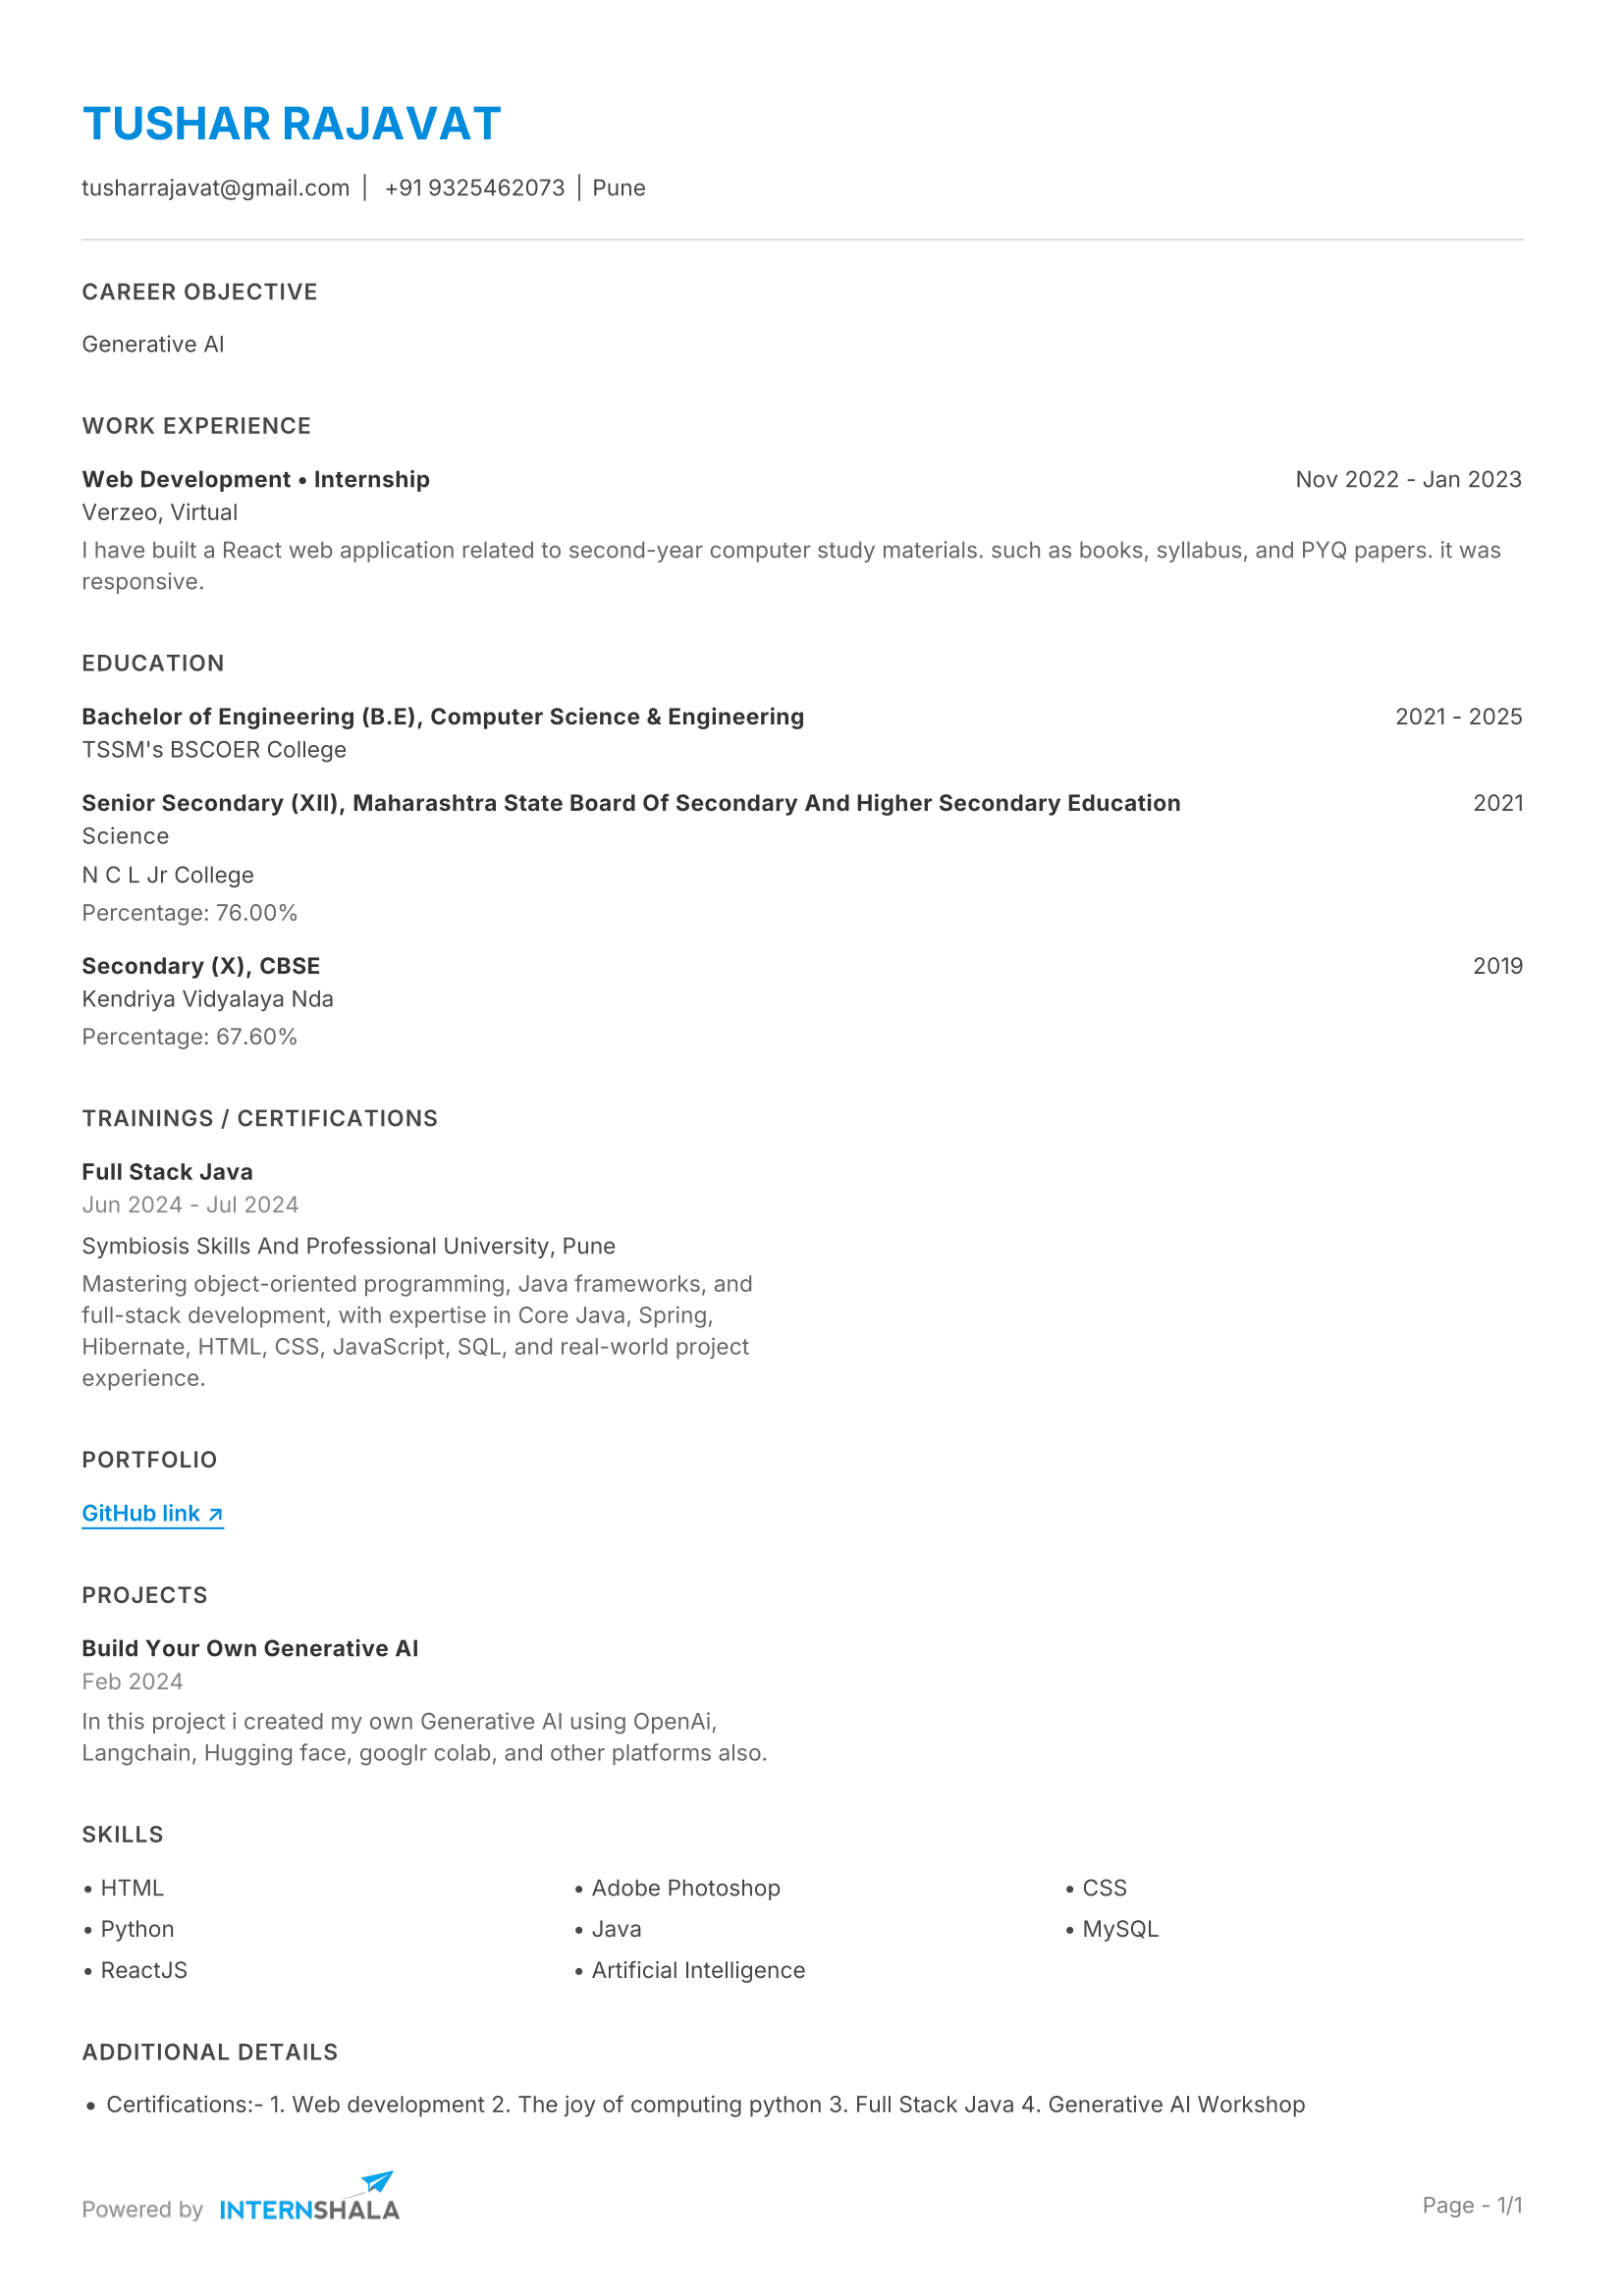 TUSHAR RAJAVAT
tusharrajavat@gmail.com | +91 9325462073 | Pune
CAREER OBJECTIVE
Generative AI
WORK EXPERIENCE
Web Development • Internship Nov 2022 - Jan 2023
Verzeo, Virtual
I have built a React web application related to second-year computer study materials. such as books, syllabus, and PYQ papers. it was
responsive.
EDUCATION
Bachelor of Engineering (B.E), Computer Science & Engineering 2021 - 2025
TSSM's BSCOER College
Senior Secondary (XII), Maharashtra State Board Of Secondary And Higher Secondary Education 2021
Science
N C L Jr College
Percentage: 76.00%
Secondary (X), CBSE 2019
Kendriya Vidyalaya Nda
Percentage: 67.60%
TRAININGS / CERTIFICATIONS
Full Stack Java
Jun 2024 - Jul 2024
Symbiosis Skills And Professional University, Pune
Mastering object-oriented programming, Java frameworks, and
full-stack development, with expertise in Core Java, Spring,
Hibernate, HTML, CSS, JavaScript, SQL, and real-world project
experience.
PORTFOLIO
GitHub link ↗
PROJECTS
Build Your Own Generative AI
Feb 2024
In this project i created my own Generative AI using OpenAi,
Langchain, Hugging face, googlr colab, and other platforms also.
SKILLS
• HTML • Adobe Photoshop • CSS
• Python • Java • MySQL
• ReactJS • Artificial Intelligence
ADDITIONAL DETAILS
• Certifications:- 1. Web development 2. The joy of computing python 3. Full Stack Java 4. Generative AI Workshop
Powered by INTERNSHALA Page - 1/1